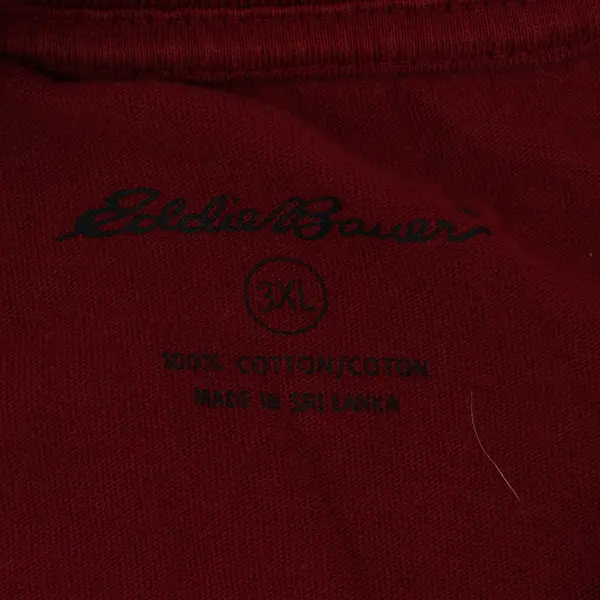 Eddie Bauer
3XL
100% COTTON/COTON
MADE IN SRI LANKA